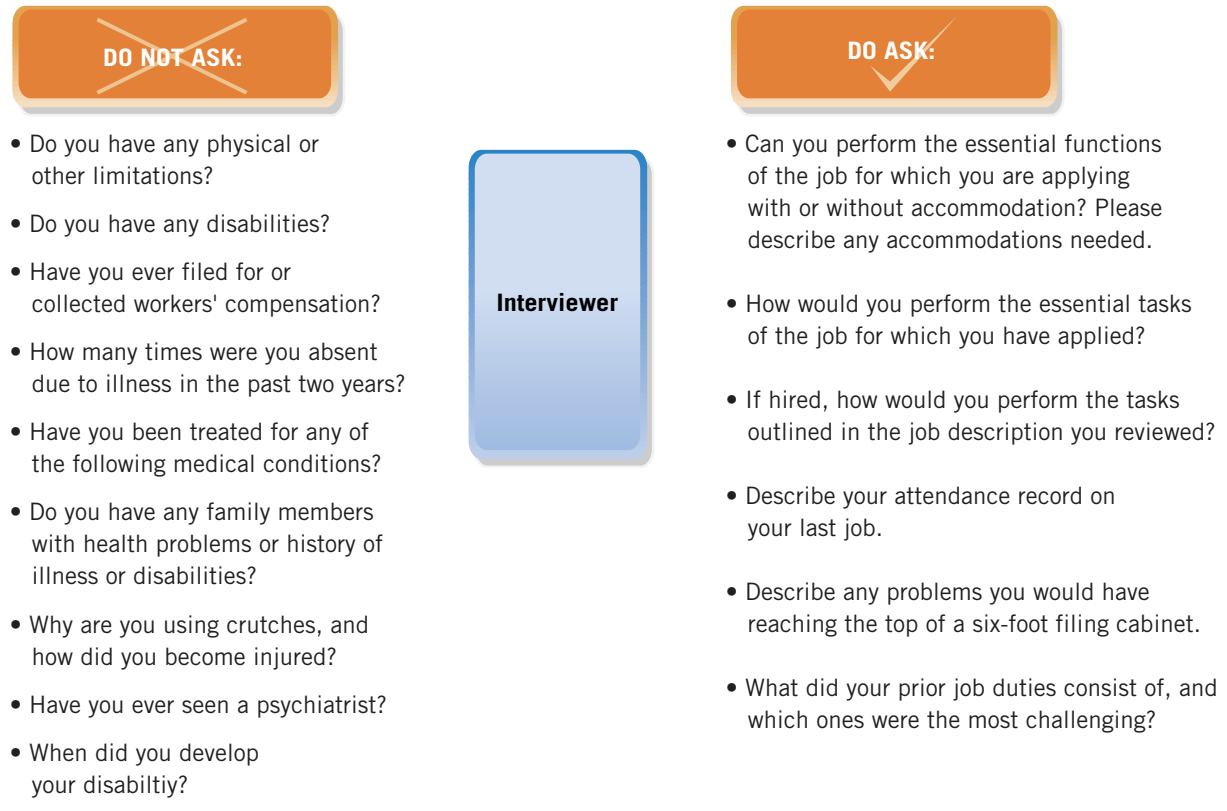 DO NOT ASK:
• Do you have any physical or
other limitations?
• Do you have any disabilities?
• Have you ever filed for or
collected workers' compensation?
• How many times were you absent
due to illness in the past two years?
• Have you been treated for any of
the following medical conditions?
• Do you have any family members
with health problems or history of
illness or disabilities?
• Why are you using crutches, and
how did you become injured?
• Have you ever seen a psychiatrist?
• When did you develop
your disabiltiy?
Interviewer
DO ASK:
• Can you perform the essential functions
of the job for which you are applying
with or without accommodation? Please
describe any accommodations needed.
• How would you perform the essential tasks
of the job for which you have applied?
• If hired, how would you perform the tasks
outlined in the job description you reviewed?
• Describe your attendance record on
your last job.
• Describe any problems you would have
reaching the top of a six-foot filing cabinet.
• What did your prior job duties consist of, and
which ones were the most challenging?